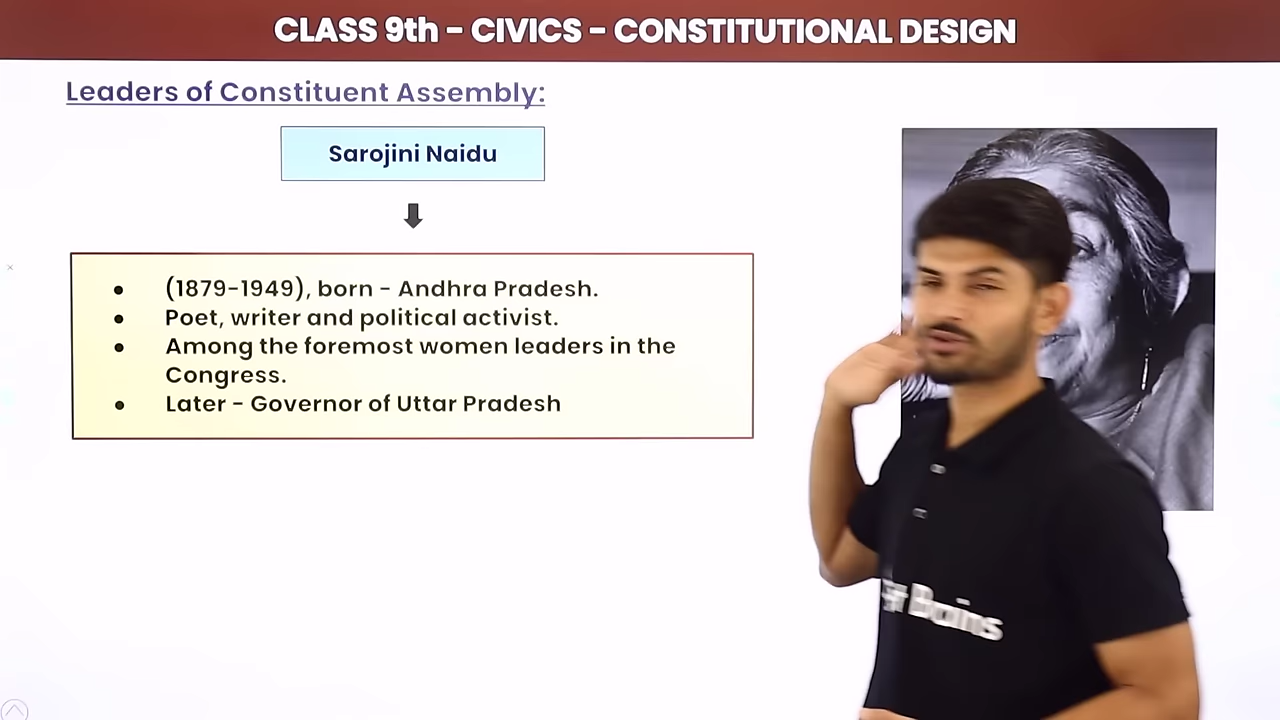 CLASS 9th - CIVICS - CONSTITUTIONAL DESIGN
Leaders of Constituent Assembly:
Sarojini Naidu
(1879-1949), born - Andhra Pradesh.
Poet, writer and political activist.
Among the foremost women leaders in the
Congress.
Later - Governor of Uttar Pradesh